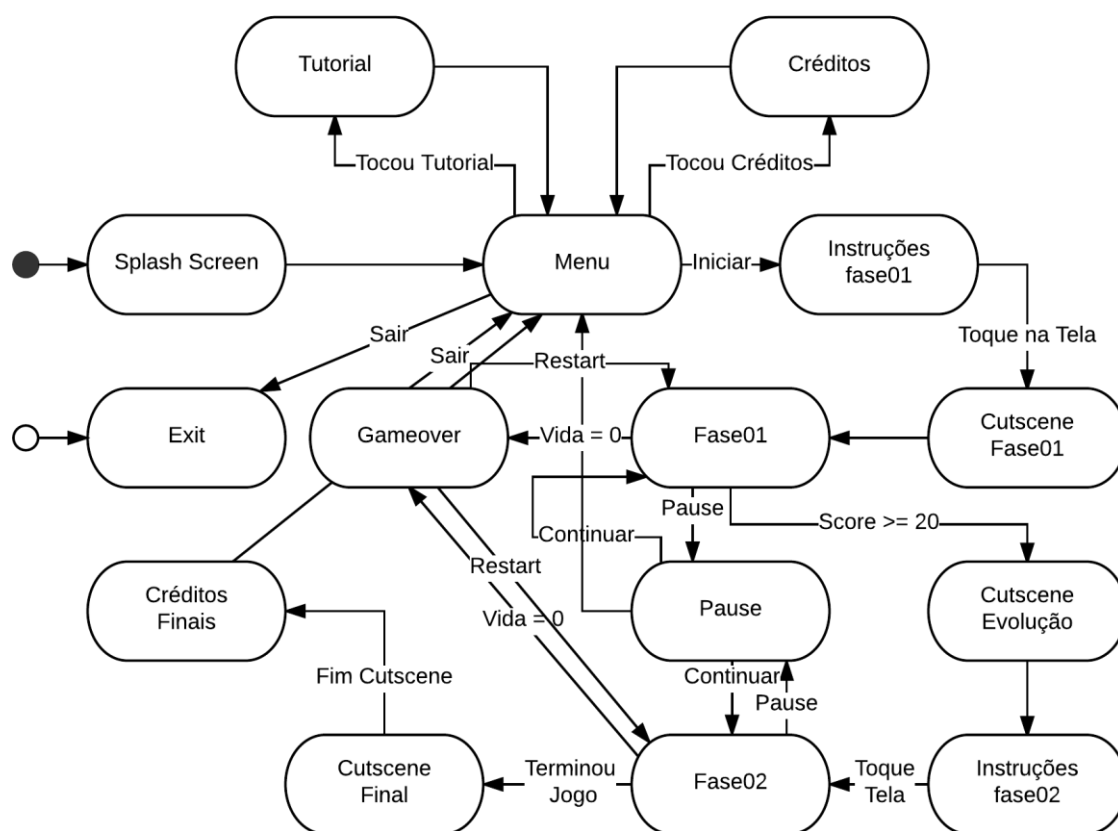 Tutorial
Créditos
Tocou Tutorial
Tocou Créditos
Splash Screen
Menu
Iniciar
Instruções
fase01
Sair
Sair
Restart
Toque na Tela
Exit
Gameover
Vida = 0
Fase01
Cutscene
Fase01
Pause
Score >= 20
Continuar
Restart
Créditos
Finais
Vida = 0
Pause
Cutscene
Evolução
Fim Cutscene
Continuar
Pause
Cutscene
Final
Terminou
Jogo
Fase02
Toque
Tela
Instruções
fase02